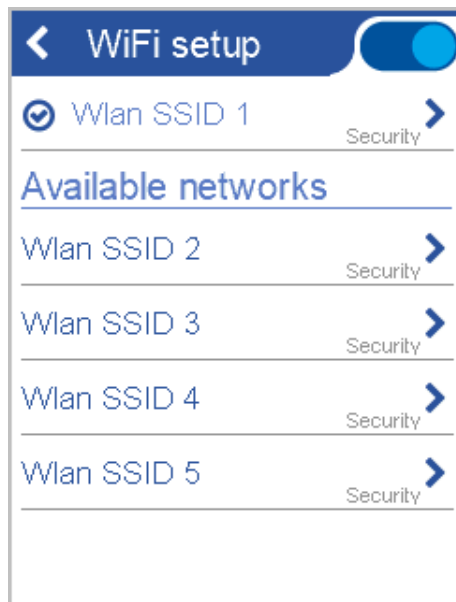 WiFi setup
Wlan SSID 1
Security
Available networks
Wlan SSID 2
Security
Wlan SSID 3
Security
Wlan SSID 4
Security
Wlan SSID 5
Security